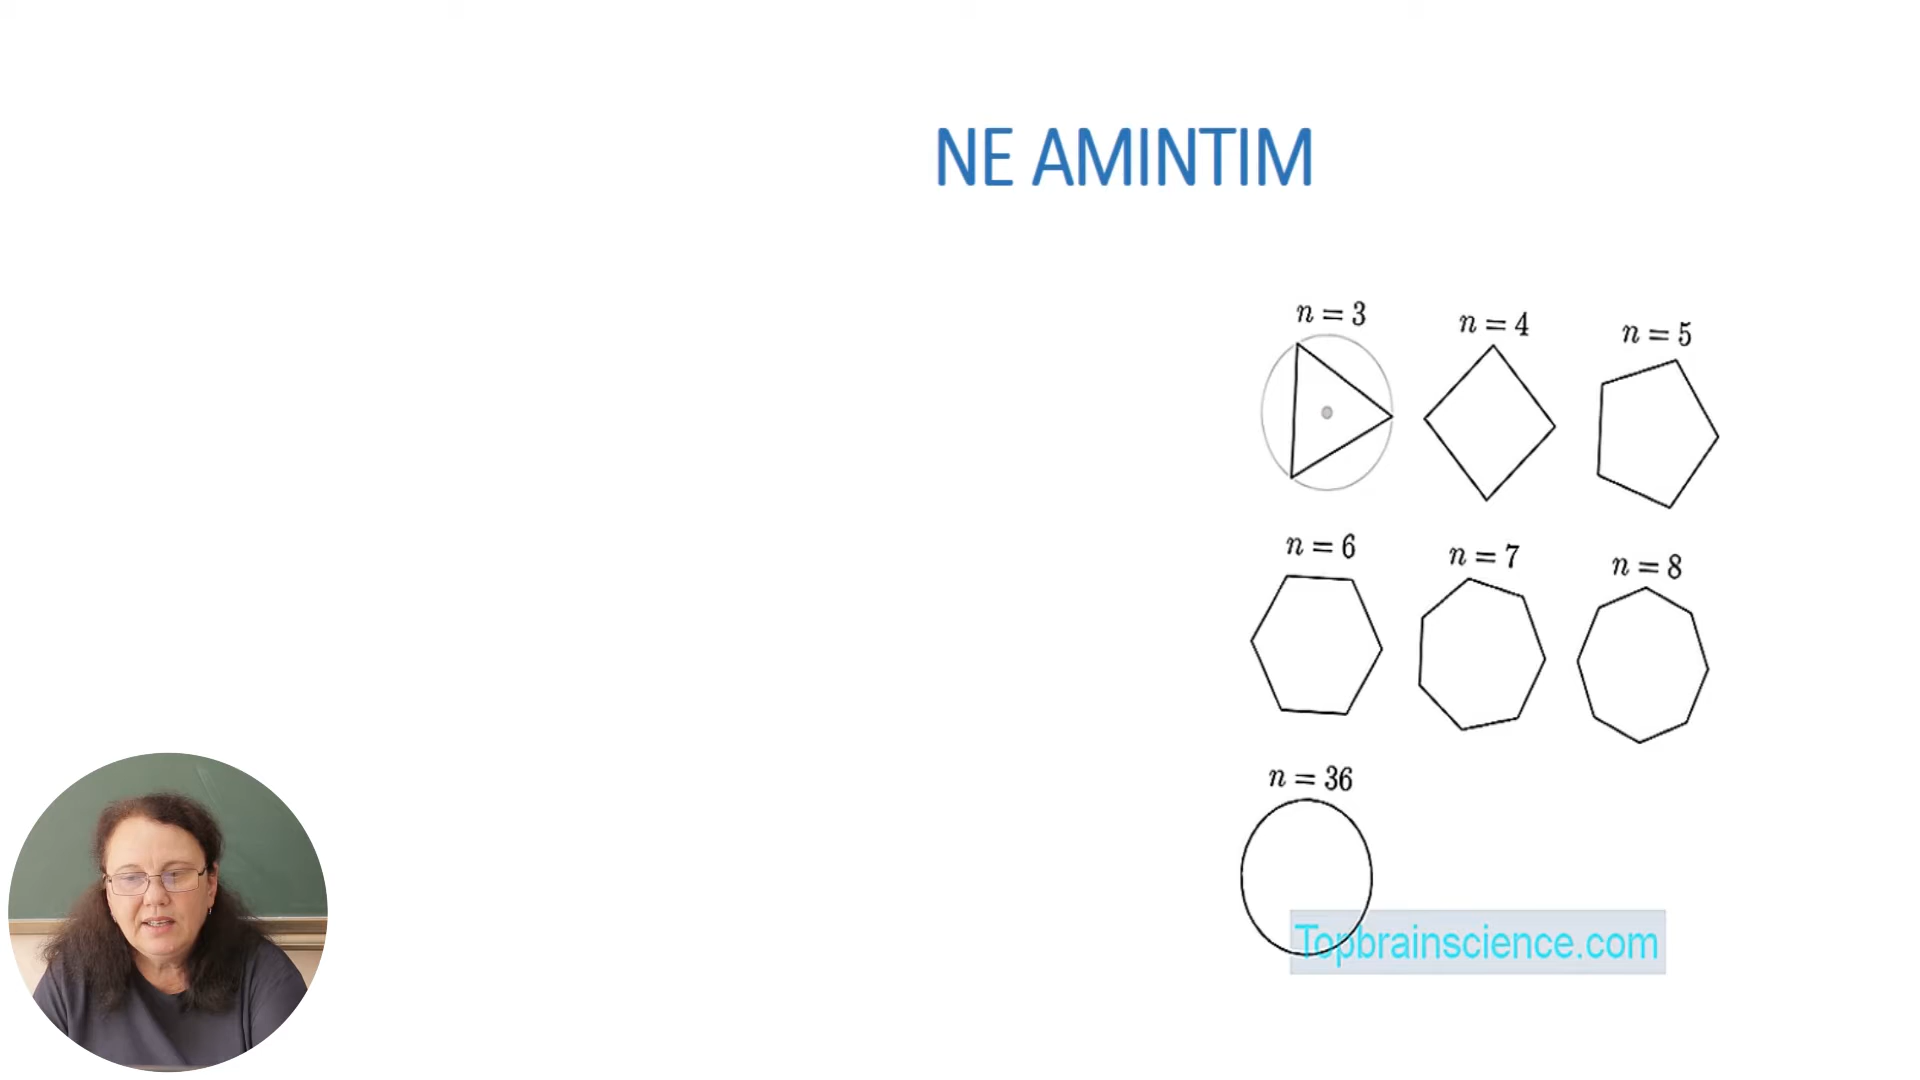 NE AMINTIM
n = 3
n = 4
n = 5
n = 6
n = 7
n = 8
n = 36
Topbrainscience.com